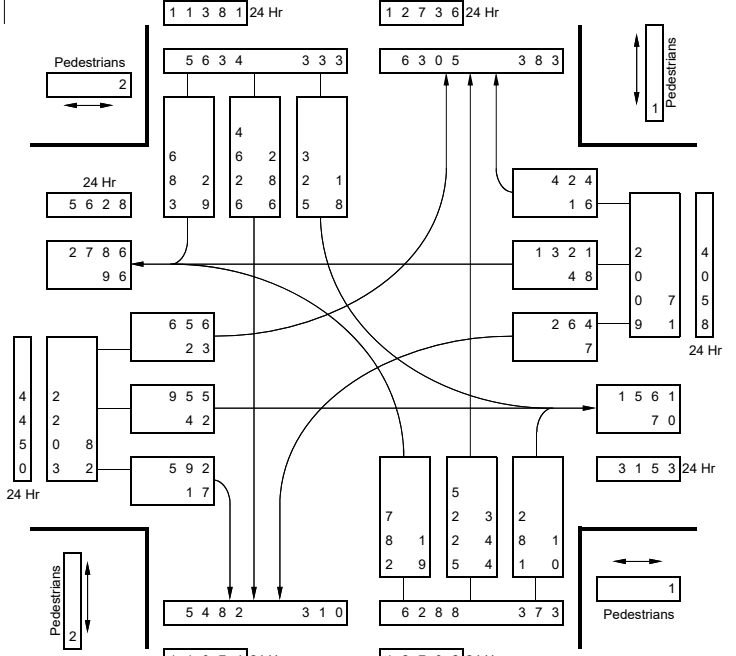 1 1 3 8 1 24 Hr
1 2 7 3 6 24 Hr
5 6 3 4 3 3 3
6 3 0 5 3 8 3
Pedestrians
2
Pedestrians
1
6 8 3
2 9
4 6 2 6
2 8 6
3 2 5
1 8
24 Hr
5 6 2 8
4 2 4
1 6
2 7 8 6
9 6
1 3 2 1
4 8
2 0 0 9
7 1
4 0 5 8
24 Hr
6 5 6
2 3
2 6 4
7
4 4 5 0
24 Hr
2 2 0 3
8 2
9 5 5
4 2
1 5 6 1
7 0
5 9 2
1 7
3 1 5 3 24 Hr
7 8 2
1 9
5 2 2 5
3 4 4
2 8 1
1 0
Pedestrians
2
1
Pedestrians
5 4 8 2 3 1 0
6 2 8 8 3 7 3